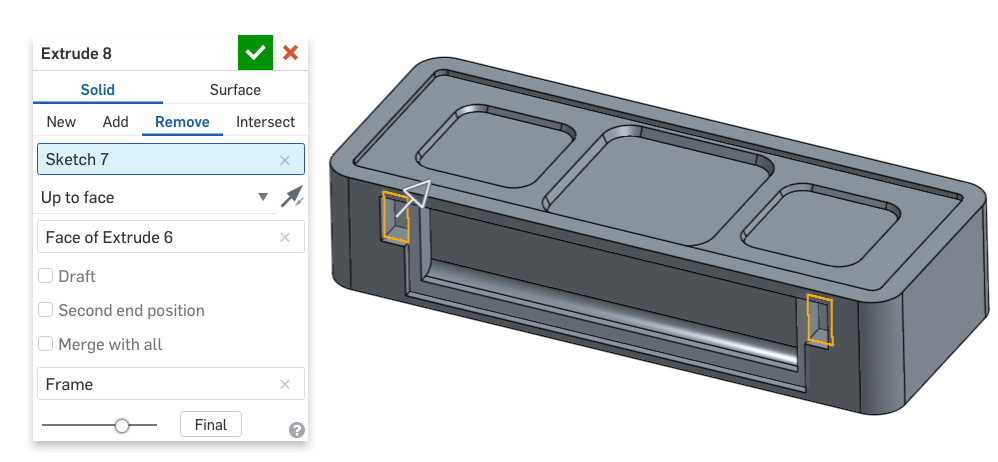 Extrude 8
Solid Surface
New Add Remove Intersect
Sketch 7
Up to face
Face of Extrude 6
Draft
Second end position
Merge with all
Frame
Final